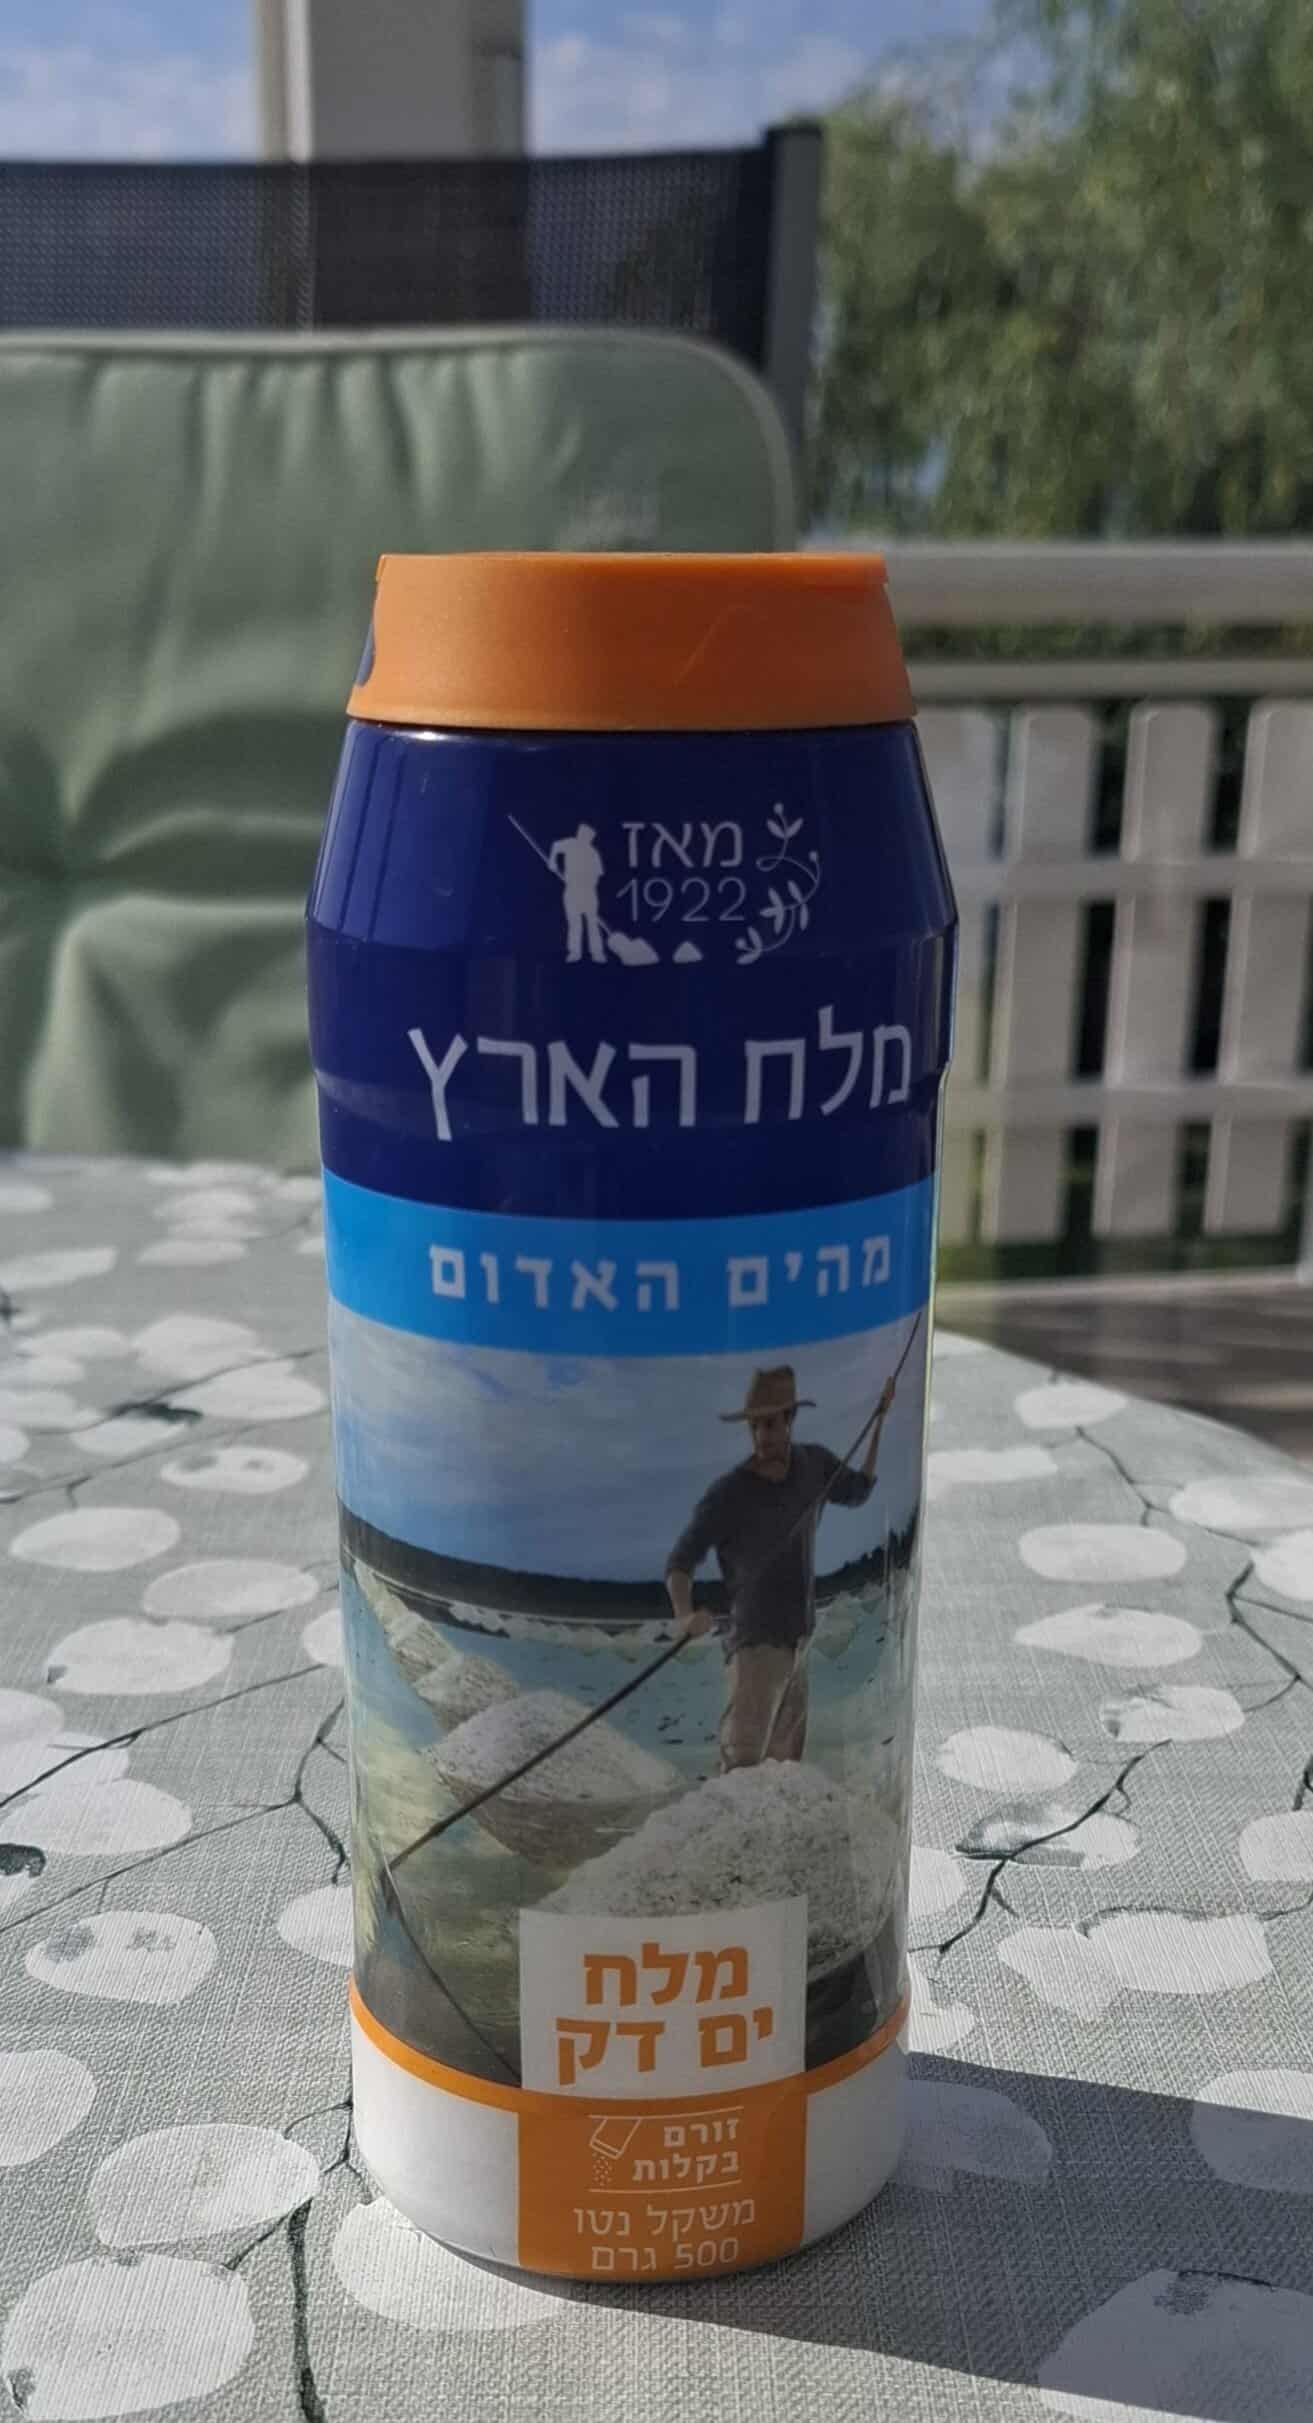 מאז
1922
מלח הארץ
מהים האדום
מלח
ים דק
זורם
בקלות
משקל נטו
500 גרם